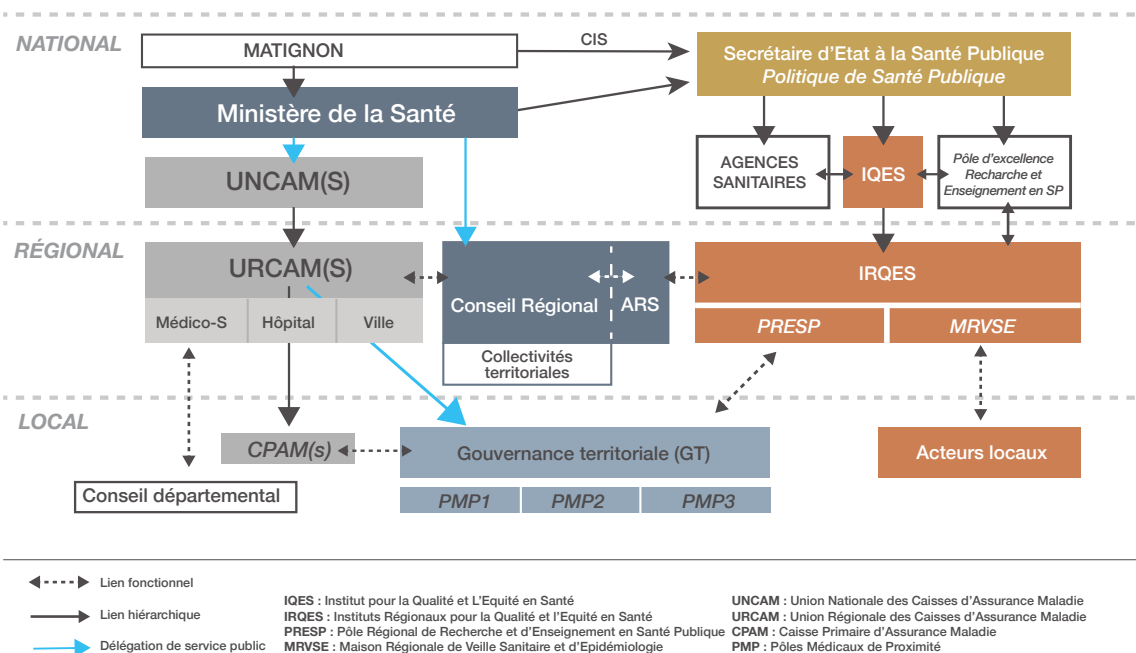 NATIONAL
MATIGNON
CIS
Secrétaire d'Etat à la Santé Publique
Politique de Santé Publique
Ministère de la Santé
UNCAM(S)
AGENCES
SANITAIRES
IQES
Pôle d'excellence
Recharche et
Enseignement en SP
RÉGIONAL
URCAM(S)
Médico-S
Hôpital
Ville
Conseil Régional
ARS
Collectivités
territoriales
IRQES
PRESP
MRVSE
LOCAL
CPAM(s)
Conseil départemental
Gouvernance territoriale (GT)
PMP1
PMP2
PMP3
Acteurs locaux
Lien fonctionnel
Lien hiérarchique
Délégation de service public
IQES : Institut pour la Qualité et L'Equité en Santé
IRQES : Instituts Régionaux pour la Qualité et l'Equité en Santé
PRESP : Pôle Régional de Recherche et d'Enseignement en Santé Publique
MRVSE : Maison Régionale de Veille Sanitaire et d'Epidémiologie
UNCAM : Union Nationale des Caisses d'Assurance Maladie
URCAM : Union Régionale des Caisses d'Assurance Maladie
CPAM : Caisse Primaire d'Assurance Maladie
PMP : Pôles Médicaux de Proximité